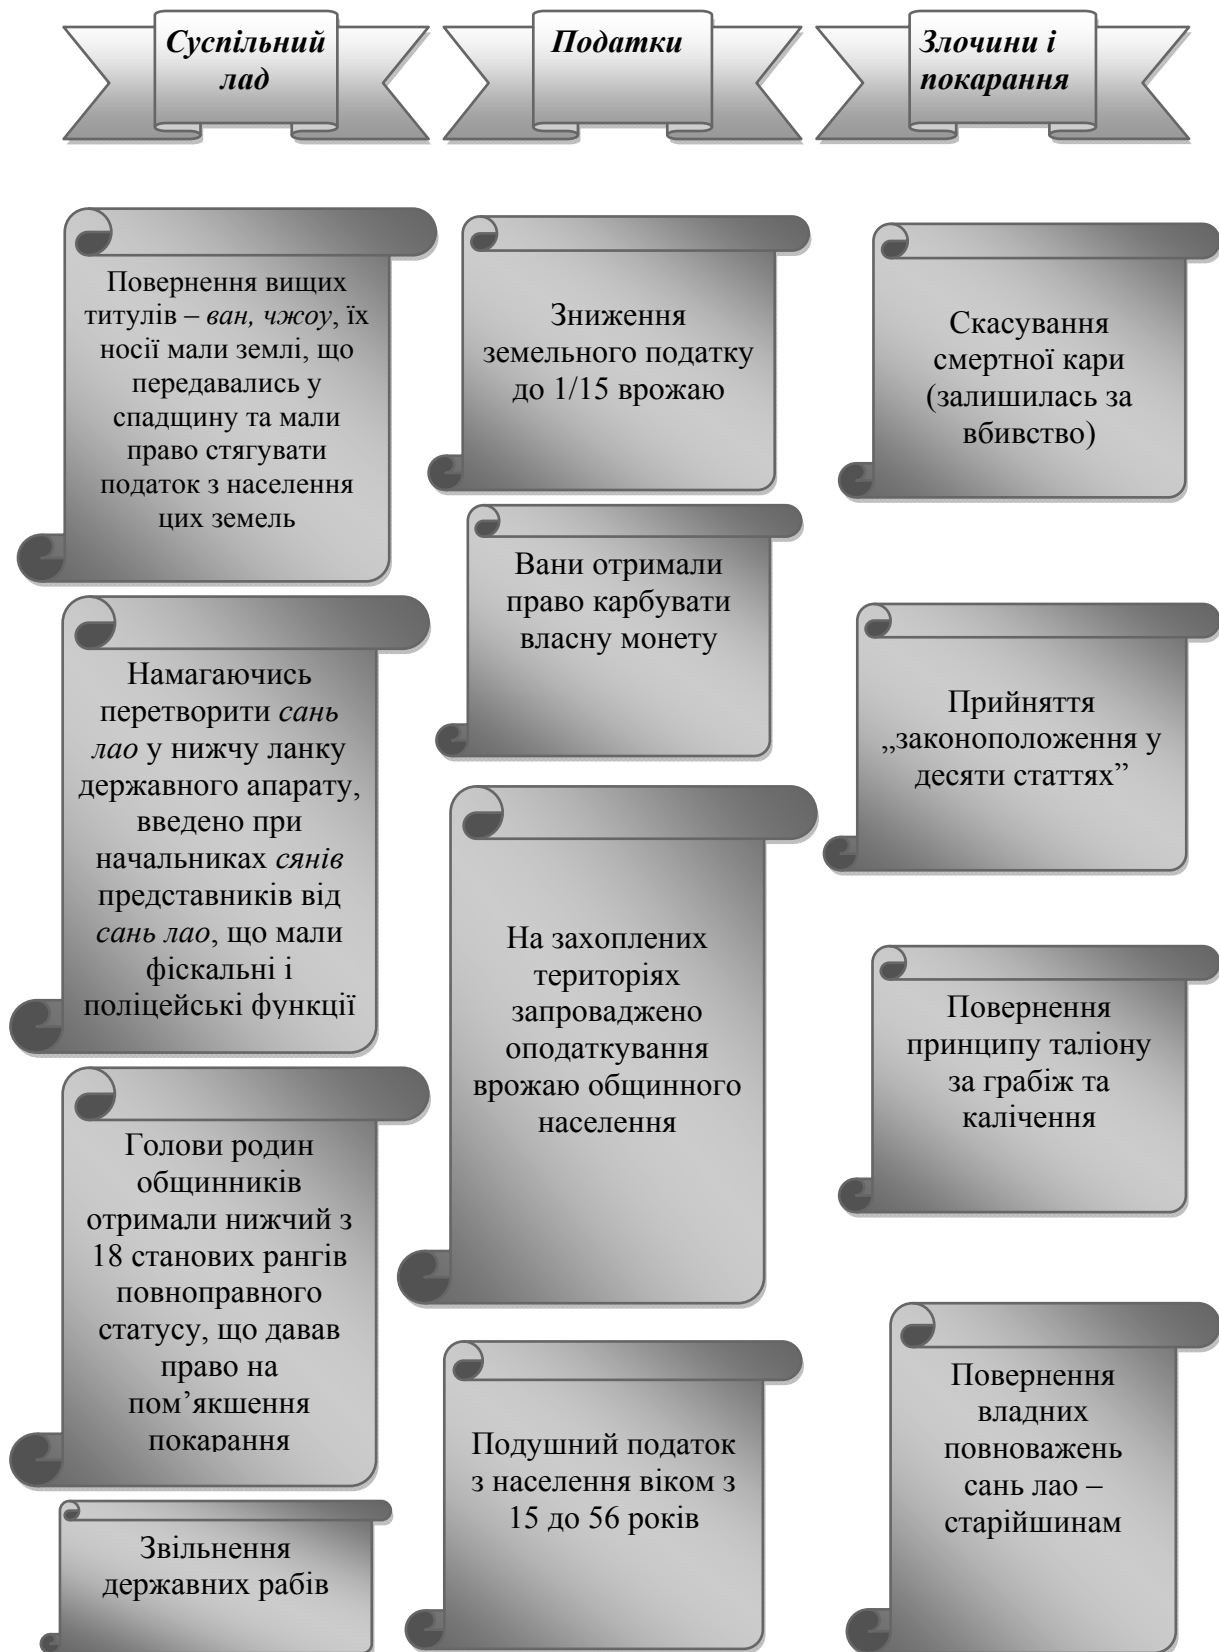 Суспільний
лад
Податки
Злочини і
покарання
Повернення вищих
титулів – ван, чжоу, їх
носії мали землі, що
передавались у
спадщину та мали
право стягувати
податок з населення
цих земель
Намагаючись
перетворити сань
лао у нижчу ланку
державного апарату,
введено при
начальниках сянів
представників від
сань лао, що мали
фіскальні і
поліцейські функції
Голови родин
общинників
отримали нижчий з
18 станових рангів
повноправного
статусу, що давав
право на
пом’якшення
покарання
Звільнення
державних рабів
Зниження
земельного податку
до 1/15 врожаю
Вани отримали
право карбувати
власну монету
На захоплених
територіях
запроваджено
оподаткування
врожаю общинного
населення
Подушний податок
з населення віком з
15 до 56 років
Скасування
смертної кари
(залишилась за
вбивство)
Прийняття
„законоположення у
десяти статтях”
Повернення
принципу таліону
за грабіж та
калічення
Повернення
владних
повноважень
сань лао –
старійшинам